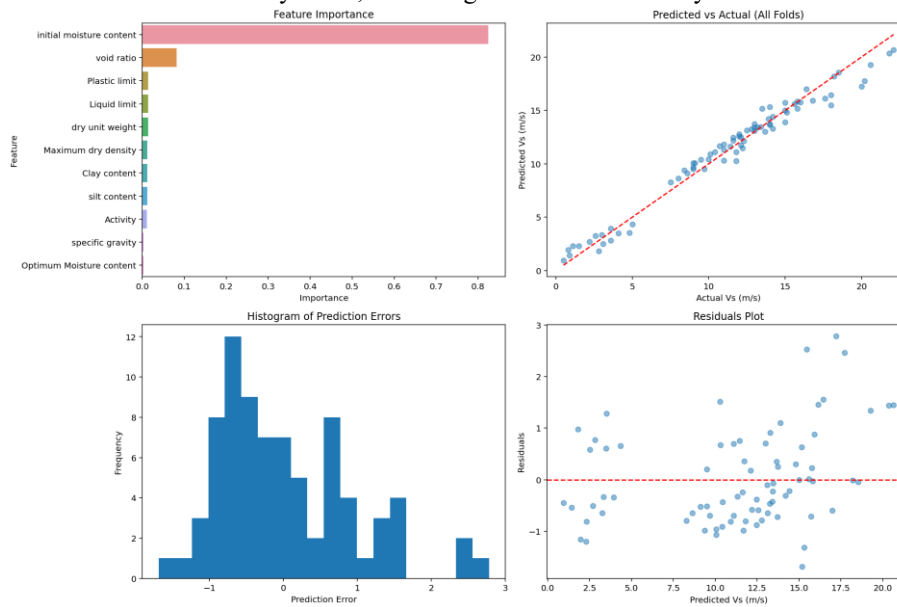 Feature Importance
initial moisture content
void ratio
Plastic limit
Liquid limit
dry unit weight
Maximum dry density
Clay content
silt content
Activity
specific gravity
Optimum Moisture content
Feature
0.0 0.1 0.2 0.3 0.4 0.5 0.6 0.7 0.8
Importance
Predicted vs Actual (All Folds)
Predicted Vs (m/s)
20
15
10
5
0
0 5 10 15 20
Actual Vs (m/s)
Histogram of Prediction Errors
Frequency
12
10
8
6
4
2
0
−1 0 1 2 3
Prediction Error
Residuals Plot
Residuals
3
2
1
0
−1
0.0 2.5 5.0 7.5 10.0 12.5 15.0 17.5 20.0
Predicted Vs (m/s)